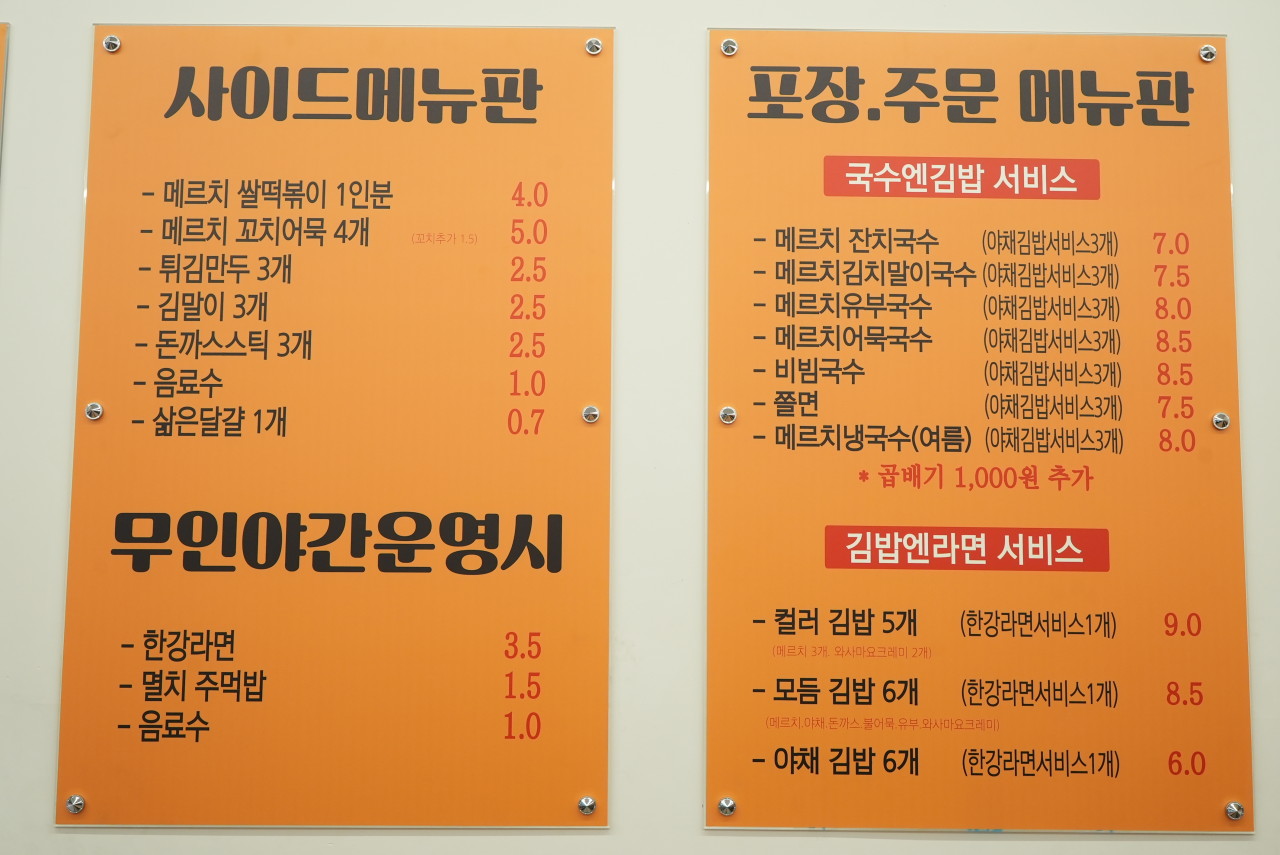 사이드메뉴판
- 메르치 쌀떡볶이 1인분 4.0
- 메르치 꼬치어묵 4개 (꼬치추가 1.5) 5.0
- 튀김만두 3개 2.5
- 김말이 3개 2.5
- 돈까스스틱 3개 2.5
- 음료수 1.0
- 삶은달걀 1개 0.7
무인야간운영시
- 한강라면 3.5
- 멸치 주먹밥 1.5
- 음료수 1.0
포장.주문 메뉴판
국수엔김밥 서비스
- 메르치 잔치국수 (야채김밥서비스3개) 7.0
- 메르치김치말이국수 (야채김밥서비스3개) 7.5
- 메르치유부국수 (야채김밥서비스3개) 8.0
- 메르치어묵국수 (야채김밥서비스3개) 8.5
- 비빔국수 (야채김밥서비스3개) 8.5
- 쫄면 (야채김밥서비스3개) 7.5
- 메르치냉국수(여름) (야채김밥서비스3개) 8.0
* 곱배기 1,000원 추가
김밥엔라면 서비스
- 컬러 김밥 5개 (한강라면서비스1개) 9.0
(메르치 3개. 와사마요크레미 2개)
- 모듬 김밥 6개 (한강라면서비스1개) 8.5
(메르치.야채.돈까스.불어묵.유부.와사마요크레미)
- 야채 김밥 6개 (한강라면서비스1개) 6.0